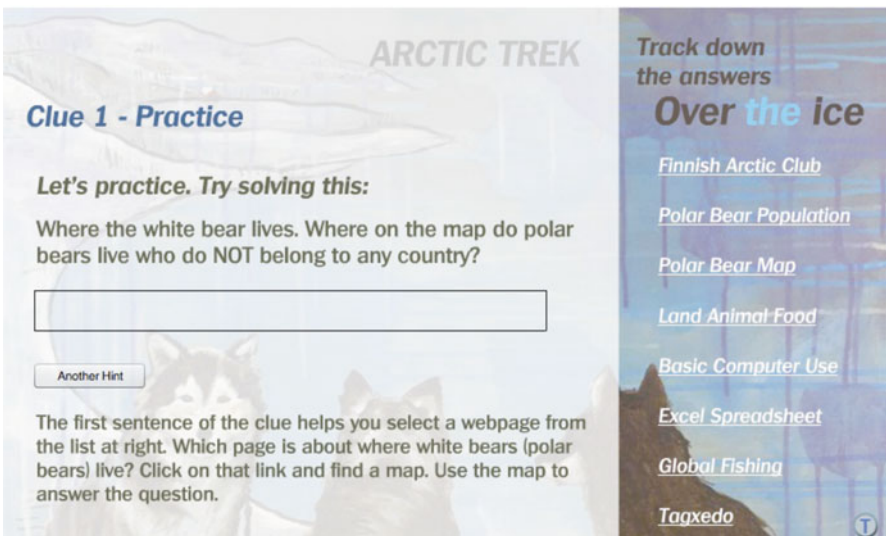 ARCTIC TREK
Clue 1 - Practice
Let's practice. Try solving this:
Where the white bear lives. Where on the map do polar
bears live who do NOT belong to any country?
Another Hint
The first sentence of the clue helps you select a webpage from
the list at right. Which page is about where white bears (polar
bears) live? Click on that link and find a map. Use the map to
answer the question.
Track down
the answers
Over the ice
Finnish Arctic Club
Polar Bear Population
Polar Bear Map
Land Animal Food
Basic Computer Use
Excel Spreadsheet
Global Fishing
Tagxedo
T